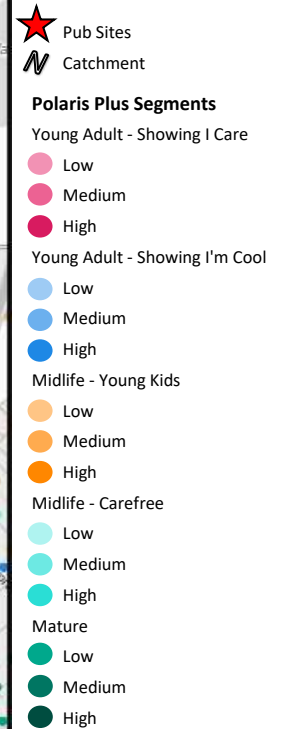 Pub Sites
Catchment
Polaris Plus Segments
Young Adult - Showing I Care
Low
Medium
High
Young Adult - Showing I'm Cool
Low
Medium
High
Midlife - Young Kids
Low
Medium
High
Midlife - Carefree
Low
Medium
High
Mature
Low
Medium
High